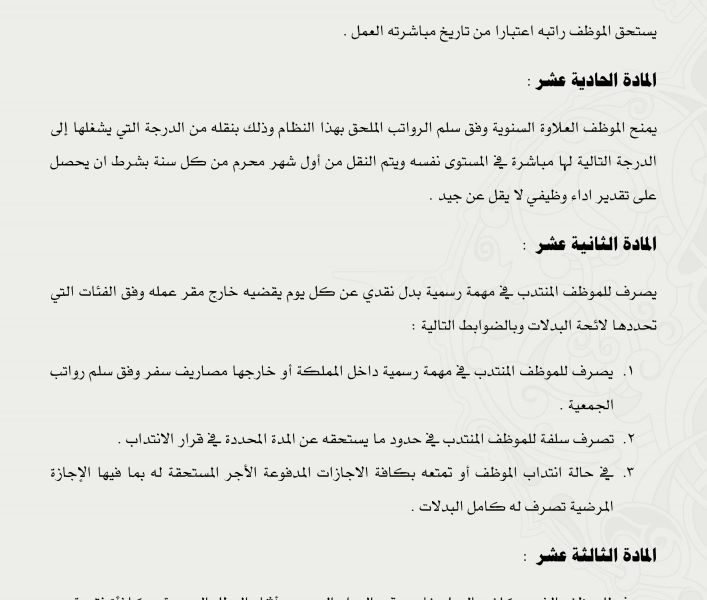 يستحق الموظف راتبه اعتبارا من تاريخ مباشرته العمل .
المادة الحادية عشر :
يمنح الموظف العلاوة السنوية وفق سلم الرواتب الملحق بهذا النظام وذلك بنقله من الدرجة التي يشغلها إلى
الدرجة التالية لها مباشرة في المستوى نفسه ويتم النقل من أول شهر محرم من كل سنة بشرط ان يحصل
على تقدير اداء وظيفي لا يقل عن جيد .
المادة الثانية عشر :
يصرف للموظف المنتدب في مهمة رسمية بدل نقدي عن كل يوم يقضيه خارج مقر عمله وفق الفئات التي
تحددها لائحة البدلات وبالضوابط التالية :
١. يصرف للموظف المنتدب في مهمة رسمية داخل المملكة أو خارجها مصاريف سفر وفق سلم رواتب
الجمعية .
٢. تصرف سلفة للموظف المنتدب في حدود ما يستحقه عن المدة المحددة في قرار الانتداب .
٣. في حالة انتداب الموظف أو تمتعه بكافة الاجازات المدفوعة الأجر المستحقة له بما فيها الإجازة
المرضية تصرف له كامل البدلات .
المادة الثالثة عشر :